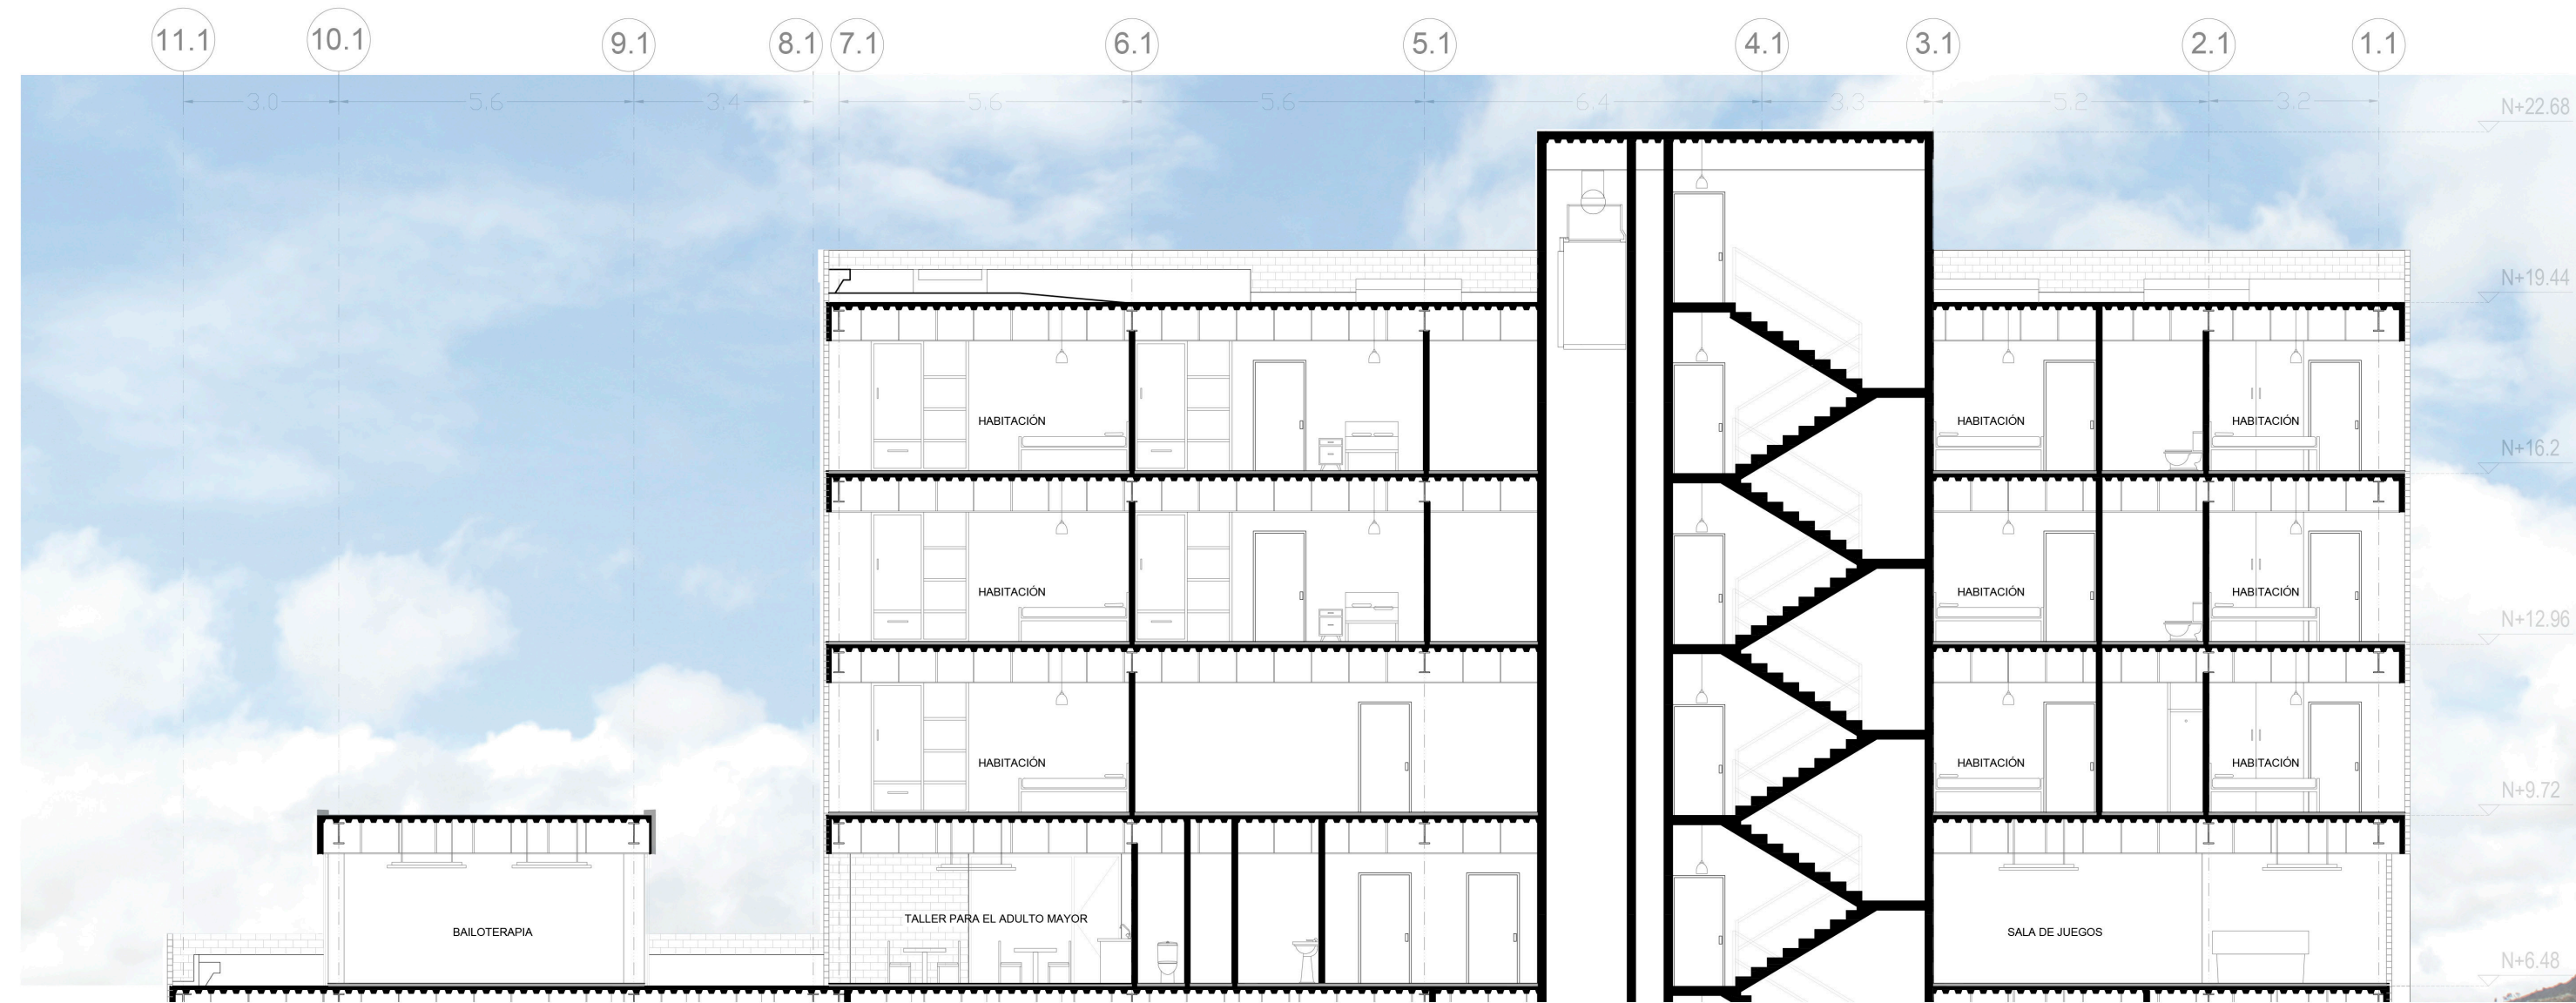 11.1 10.1 9.1 8.1 7.1 6.1 5.1 4.1 3.1 2.1 1.1
3.0 5.6 3.4 5.6 5.6 6.4 3.3 5.2 3.2
N+22.68
N+19.44
HABITACIÓN HABITACIÓN HABITACIÓN
N+16.2
HABITACIÓN HABITACIÓN HABITACIÓN
N+12.96
HABITACIÓN HABITACIÓN HABITACIÓN
N+9.72
TALLER PARA EL ADULTO MAYOR
BAILOTERAPIA SALA DE JUEGOS
N+6.48